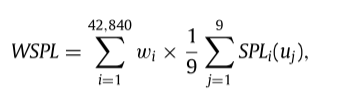 WSPL = \sum_{i=1}^{42,840} w_i \times \frac{1}{9} \sum_{j=1}^{9} SPL_i(u_j),